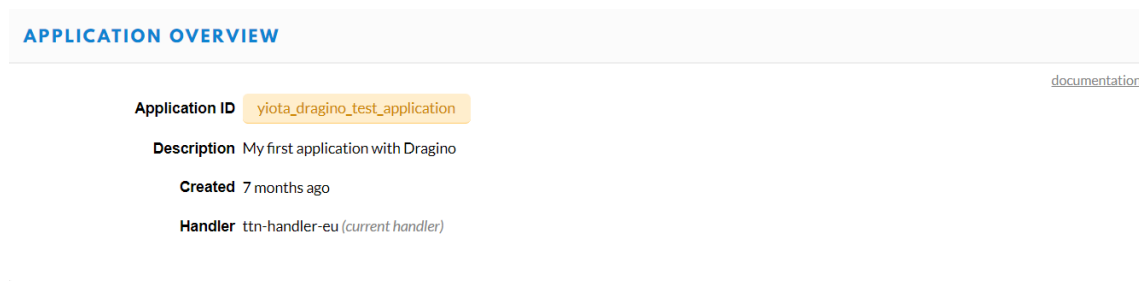 APPLICATION OVERVIEW
documentation
Application ID yiota_dragino_test_application
Description My first application with Dragino
Created 7 months ago
Handler ttn-handler-eu (current handler)